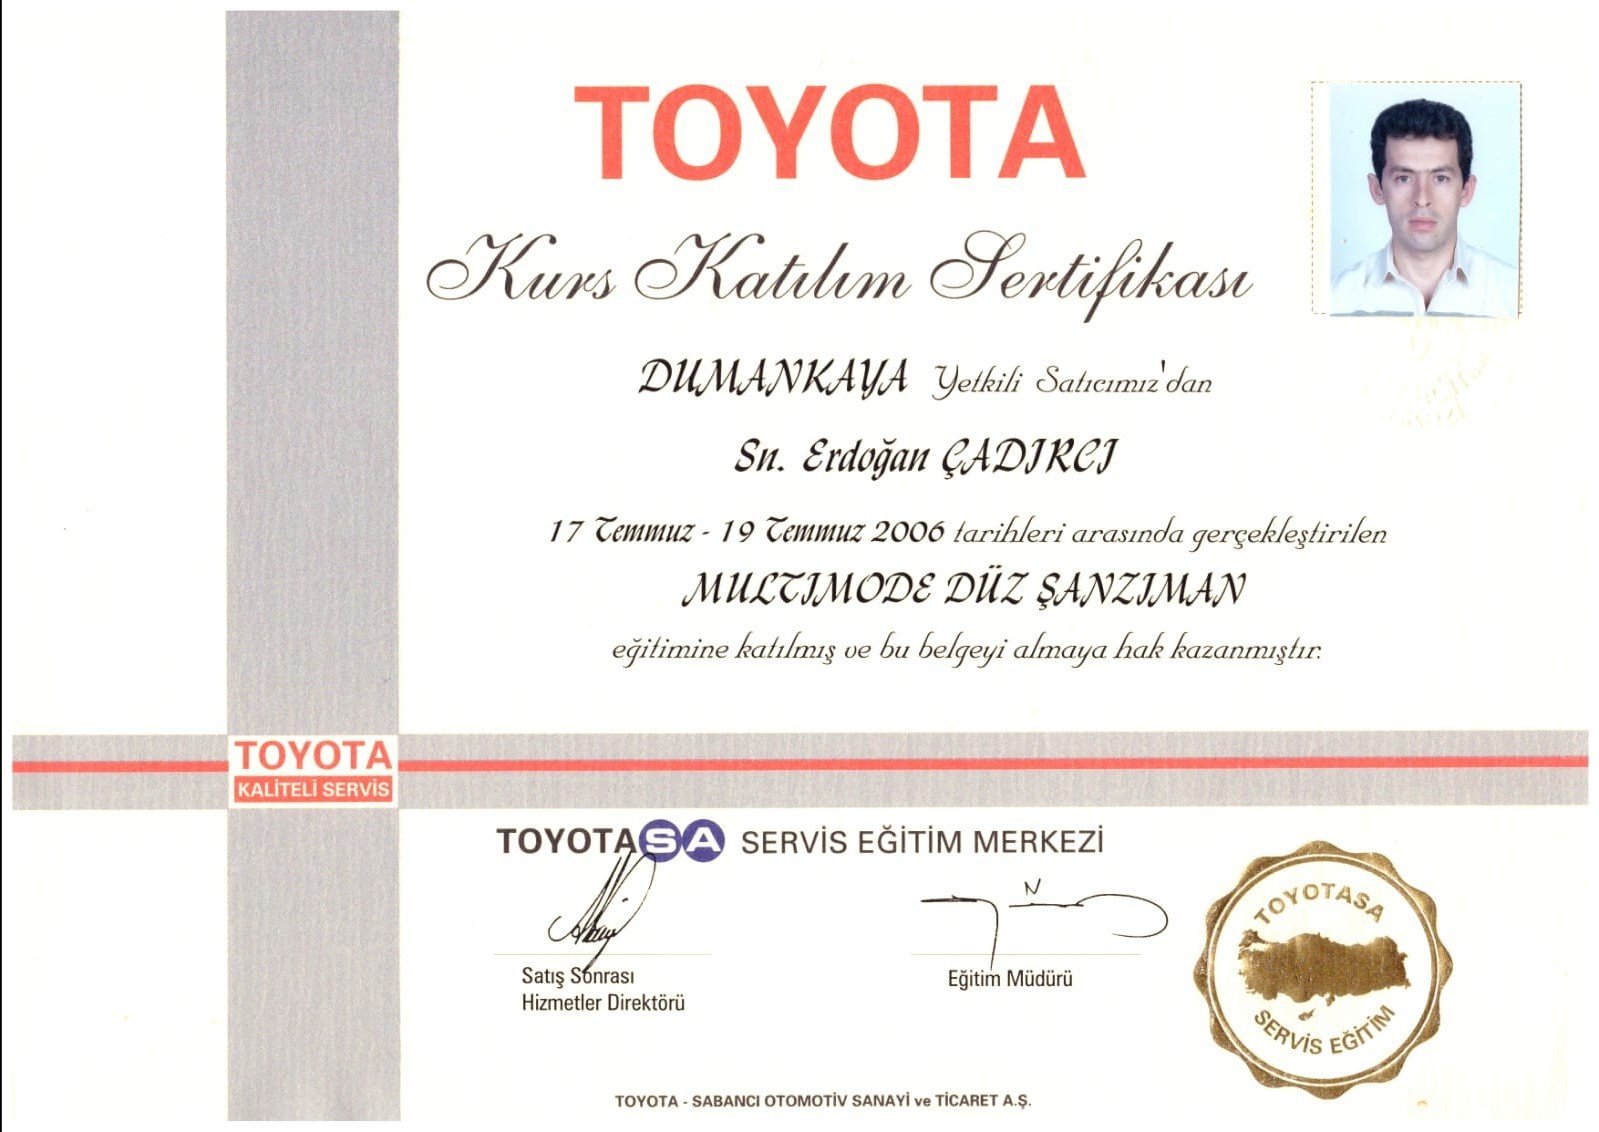 TOYOTA
Kurs Katılım Sertifikası
DUMANKAYA Yetkili Satıcımız'dan
Sn. Erdoğan ÇADIRCI
17 Temmuz - 19 Temmuz 2006 tarihleri arasında gerçekleştirilen
MULTIMODE DÜZ ŞANZIMAN
eğitimine katılmış ve bu belgeyi almaya hak kazanmıştır.
TOYOTA
KALİTELİ SERVİS
TOYOTASA SERVİS EĞİTİM MERKEZİ
Satış Sonrası
Hizmetler Direktörü
Eğitim Müdürü
TOYOTASA
SERVİS EĞİTİM
TOYOTA - SABANCI OTOMOTİV SANAYİ ve TİCARET A.Ş.